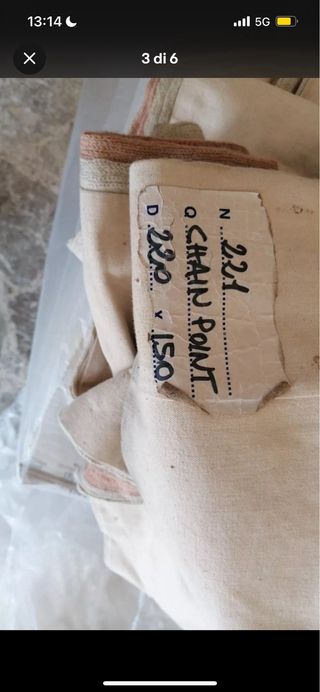 13:14
5G
3 di 6
N 221
Q CHAIN POINT
D 220 x 150